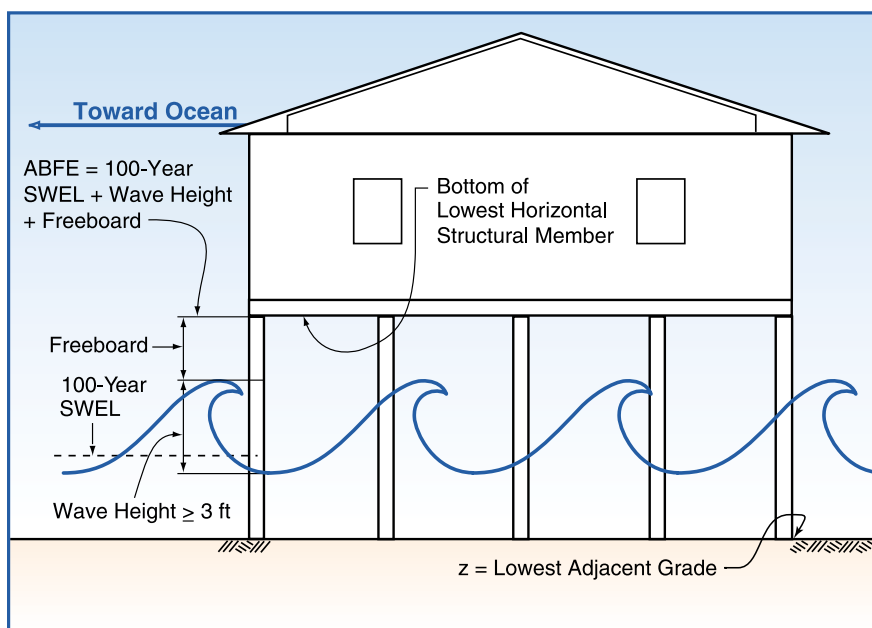 Toward Ocean
ABFE = 100-Year
SWEL + Wave Height
+ Freeboard
Bottom of
Lowest Horizontal
Structural Member
Freeboard
100-Year
SWEL
Wave Height ≥ 3 ft
z = Lowest Adjacent Grade